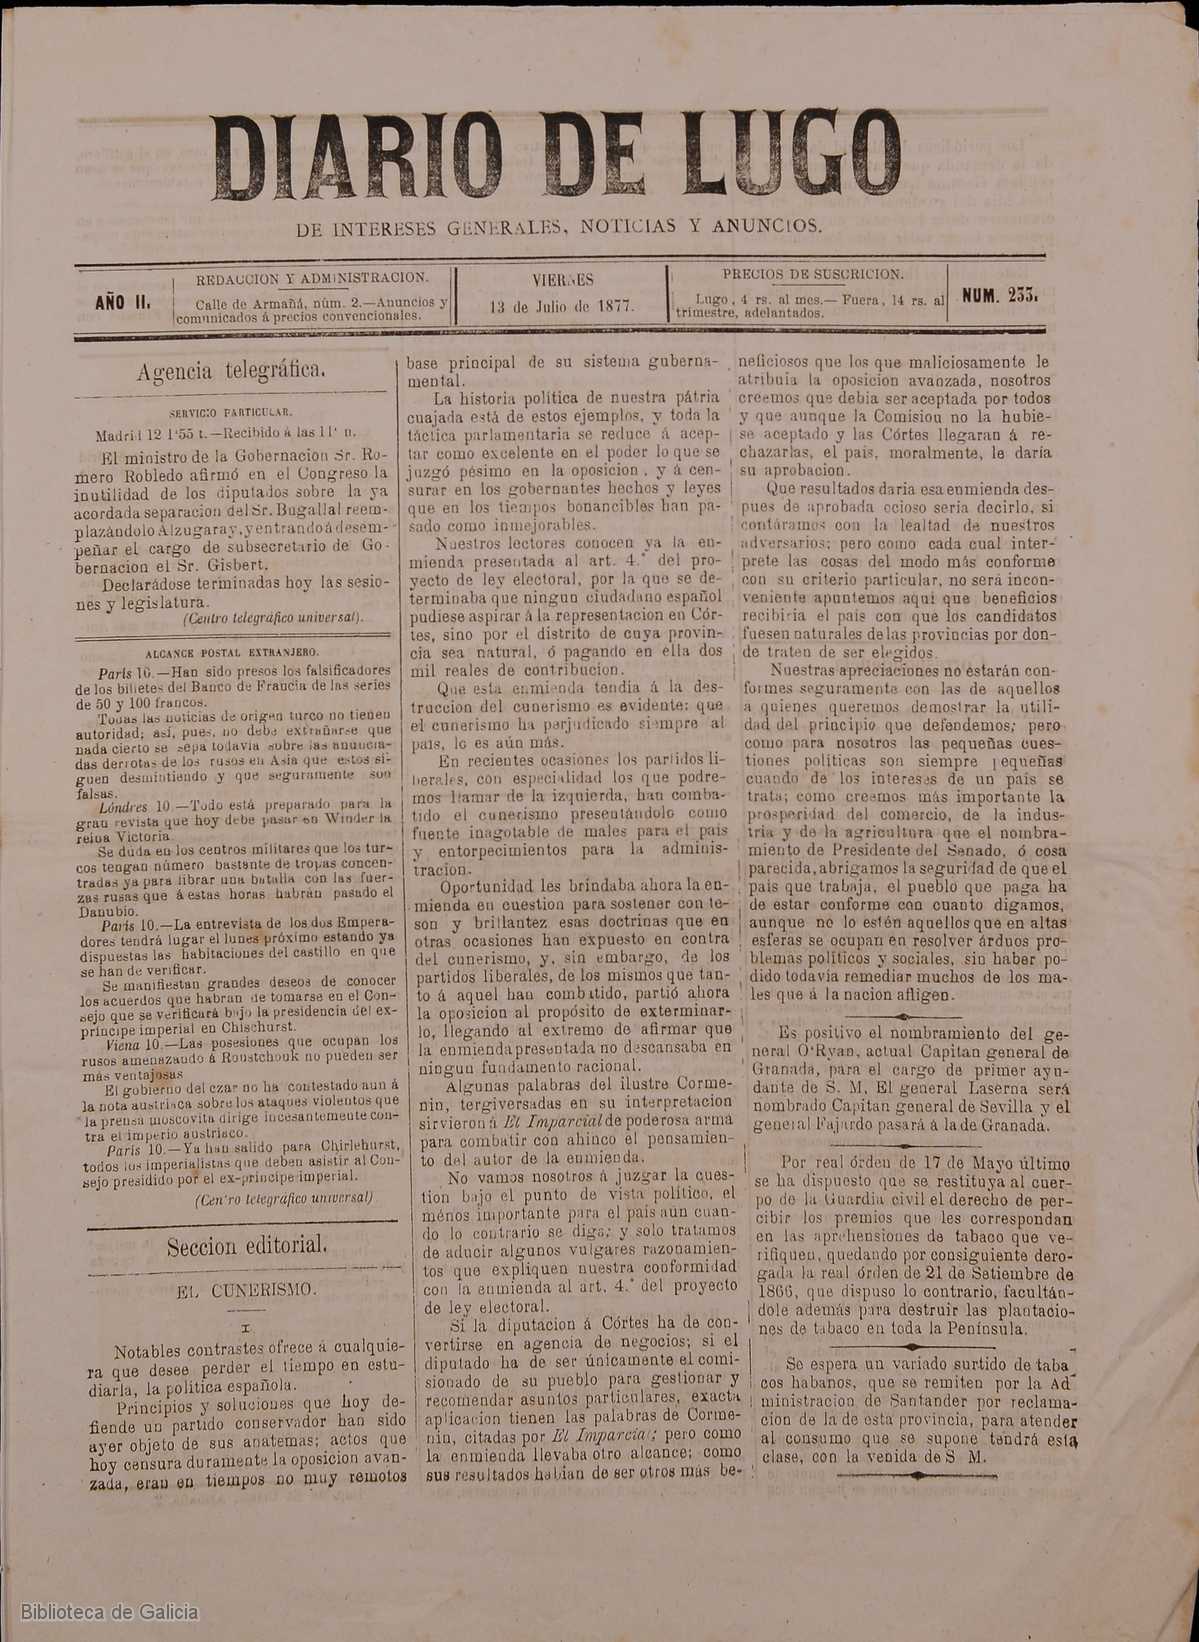 DIARIO DE LUGO
DE INTERESES GENERALES, NOTICIAS Y ANUNCIOS.
AÑO II.
REDACCION Y ADMINISTRACION.
Calle de Armañá, núm. 2.—Anuncios y
comunicados á precios convencionales.
VIERNES
13 de Julio de 1877.
PRECIOS DE SUSCRICION.
Lugo, 4 rs. al mes.—Fuera, 14 rs. al
trimestre, adelantados.
NUM. 233.
Agencia telegráfica.
SERVICIO PARTICULAR.
Madrid 12 1'55 t.—Recibido á las 11' n.
El ministro de la Gobernacion Sr. Ro-
mero Robledo afirmó en el Congreso la
inutilidad de los diputados sobre la ya
acordada separacion del Sr. Bugallal reem-
plazándolo Alzugaray, y entrando á desem-
peñar el cargo de subsecretario de Go-
bernacion el Sr. Gisbert.
Declarádose terminadas hoy las sesio-
nes y legislatura.
(Centro telegráfico universal).
ALCANCE POSTAL EXTRANJERO.
París 10.—Han sido presos los falsificadores
de los billetes del Banco de Francia de las series
de 50 y 100 francos.
Todas las noticias de origen turco no tienen
autoridad; así, pues, no debe extrañarse que
nada cierto se sepa todavía sobre las anuncia-
das derrotas de los rusos en Asia que estos si-
guen desmintiendo y que seguramente son
falsas.
Lóndres 10.—Todo está preparado para la
gran revista que hoy debe pasar en Winder la
reina Victoria.
Se duda en los centros militares que los tur-
cos tengan número bastante de tropas concen-
tradas ya para librar una batalla con las fuer-
zas rusas que á estas horas habrán pasado el
Danubio.
París 10.—La entrevista de los dos Empera-
dores tendrá lugar el lunes próximo estando ya
dispuestas las habitaciones del castillo en que
se han de verificar.
Se manifiestan grandes deseos de conocer
los acuerdos que habran de tomarse en el Con-
sejo que se verificará bajo la presidencia del ex-
príncipe imperial en Chischurst.
Viena 10.—Las posesiones que ocupan los
rusos amenazando á Roustchouk no pueden ser
más ventajosas
El gobierno del czar no ha contestado aun á
la nota austriaca sobre los ataques violentos que
la prensa moscovita dirige incesantemente con-
tra el imperio austriaco.
París 10.—Ya han salido para Chirlehurst,
todos los imperialistas que deben asistir al Con-
sejo presidido por el ex-príncipe imperial.
(Centro telegráfico universal)
Seccion editorial.
EL CUNERISMO.
I
Notables contrastes ofrece á cualquie-
ra que desee perder el tiempo en estu-
diarla, la política española.
Principios y soluciones que hoy de-
fiende un partido conservador han sido
ayer objeto de sus anatemas; actos que
hoy censura duramente la oposicion avan-
zada, eran en tiempos no muy remotos
base principal de su sistema guberna-
mental.
La historia política de nuestra pátria
cuajada está de estos ejemplos, y toda la
táctica parlamentaria se reduce á acep-
tar como excelente en el poder lo que se
juzgó pésimo en la oposicion, y á cen-
surar en los gobernantes hechos y leyes
que en los tiempos bonancibles han pa-
sado como inmejorables.
Nuestros lectores conocen ya la en-
mienda presentada al art. 4.° del pro-
yecto de ley electoral, por la que se de-
terminaba que ningun ciudadano español
pudiese aspirar á la representacion en Cór-
tes, sino por el distrito de cuya provin-
cia sea natural, ó pagando en ella dos
mil reales de contribucion.
Que esta enmienda tendia á la des-
truccion del cunerismo es evidente: que
el cunerismo ha perjudicado siempre al
pais, lo es aún más.
En recientes ocasiones los partidos li-
berales, con especialidad los que podre-
mos llamar de la izquierda, han comba-
tido el cunerismo presentándolo como
fuente inagotable de males para el pais
y entorpecimientos para la adminis-
tracion.
Oportunidad les brindaba ahora la en-
mienda en cuestion para sostener con te-
son y brillantez esas doctrinas que en
otras ocasiones han expuesto en contra
del cunerismo, y, sin embargo, de los
partidos liberales, de los mismos que tan-
to á aquel han combatido, partió ahora
la oposicion al propósito de exterminar-
lo, llegando al extremo de afirmar que
la enmienda presentada no descansaba en
ningun fundamento racional.
Algunas palabras del ilustre Corme-
nin, tergiversadas en su interpretacion
sirvieron á El Imparcial de poderosa arma
para combatir con ahinco el pensamien-
to del autor de la enmienda.
No vamos nosotros á juzgar la cues-
tion bajo el punto de vista político, el
ménos importante para el pais aun cuan-
do lo contrario se diga; y solo tratamos
de aducir algunos vulgares razonamien-
tos que expliquen nuestra conformidad
con la enmienda al art. 4.° del proyecto
de ley electoral.
Si la diputacion á Córtes ha de con-
vertirse en agencia de negocios; si el
diputado ha de ser únicamente el comi-
sionado de su pueblo para gestionar y
recomendar asuntos particulares, exacta
aplicacion tienen las palabras de Corme-
nin, citadas por El Imparcial; pero como
la enmienda llevaba otro alcance; como
sus resultados habian de ser otros más be-
neficiosos que los que maliciosamente le
atribuia la oposicion avanzada, nosotros
creemos que debia ser aceptada por todos
y que aunque la Comision no la hubie-
se aceptado y las Córtes llegaran á re-
chazarlas, el pais, moralmente, le daría
su aprobacion.
Que resultados daria esa enmienda des-
pues de aprobada ocioso seria decirlo, si
contáramos con la lealtad de nuestros
adversarios; pero como cada cual inter-
prete las cosas del modo más conforme
con su criterio particular, no será incon-
veniente apuntemos aquí que beneficios
recibiria el pais con que los candidatos
fuesen naturales de las provincias por don-
de traten de ser elegidos.
Nuestras apreciaciones no estarán con-
formes seguramente con las de aquellos
a quienes queremos demostrar la utili-
dad del principio que defendemos; pero
como para nosotros las pequeñas cues-
tiones políticas son siempre pequeñas
cuando de los intereses de un pais se
trata; como creemos más importante la
prosperidad del comercio, de la indus-
tria y de la agricultura que el nombra-
miento de Presidente del Senado, ó cosa
parecida, abrigamos la seguridad de que el
pais que trabaja, el pueblo que paga ha
de estar conforme con cuanto digamos,
aunque no lo estén aquellos que en altas
esferas se ocupan en resolver árduos pro-
blemas políticos y sociales, sin haber po-
dido todavía remediar muchos de los ma-
les que á la nacion afligen.
Es positivo el nombramiento del ge-
neral O'Ryan, actual Capitan general de
Granada, para el cargo de primer ayu-
dante de S. M, El general Laserna será
nombrado Capitan general de Sevilla y el
general Fajardo pasará á la de Granada.
Por real órden de 17 de Mayo último
se ha dispuesto que se restituya al cuer-
po de la Guardia civil el derecho de per-
cibir los premios que les correspondan
en las aprehensiones de tabaco que ve-
rifiquen, quedando por consiguiente dero-
gada la real órden de 21 de Setiembre de
1866, que dispuso lo contrario, facultán-
dole además para destruir las plantacio-
nes de tabaco en toda la Península.
Se espera un variado surtido de taba
cos habanos, que se remiten por la Ad-
ministracion de Santander por reclama-
cion de la de esta provincia, para atender
al consumo que se supone tendrá esta
clase, con la venida de S M.
Biblioteca de Galicia